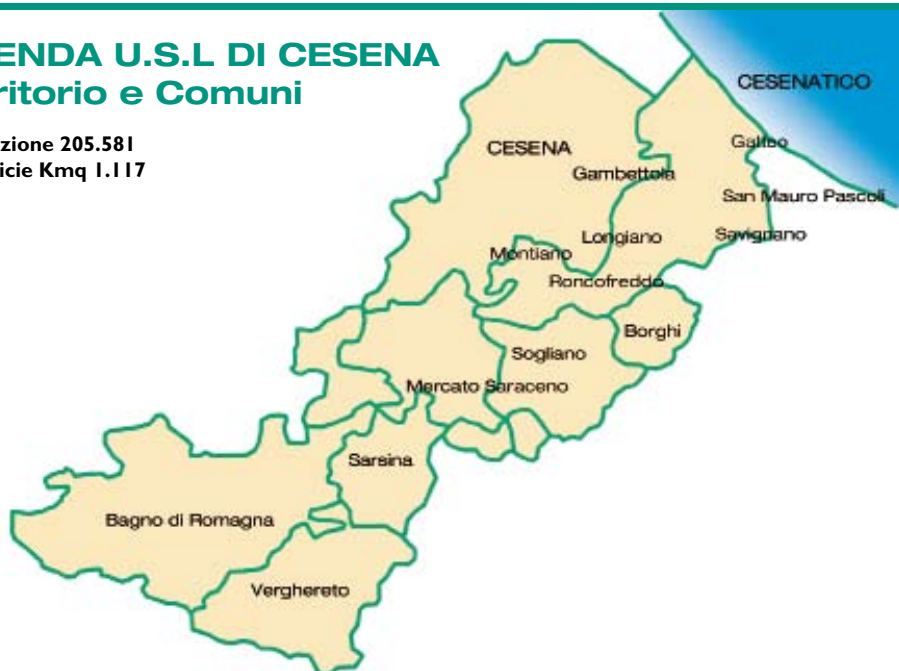 ENDA U.S.L DI CESENA
ritorio e Comuni
zione 205.581
icie Kmq 1.117
CESENATICO
CESENA
Gatteo
Gambettola
San Mauro Pascoli
Longiano
Savignano
Montiano
Roncofreddo
Borghi
Sogliano
Mercato Saraceno
Sarsina
Bagno di Romagna
Verghereto